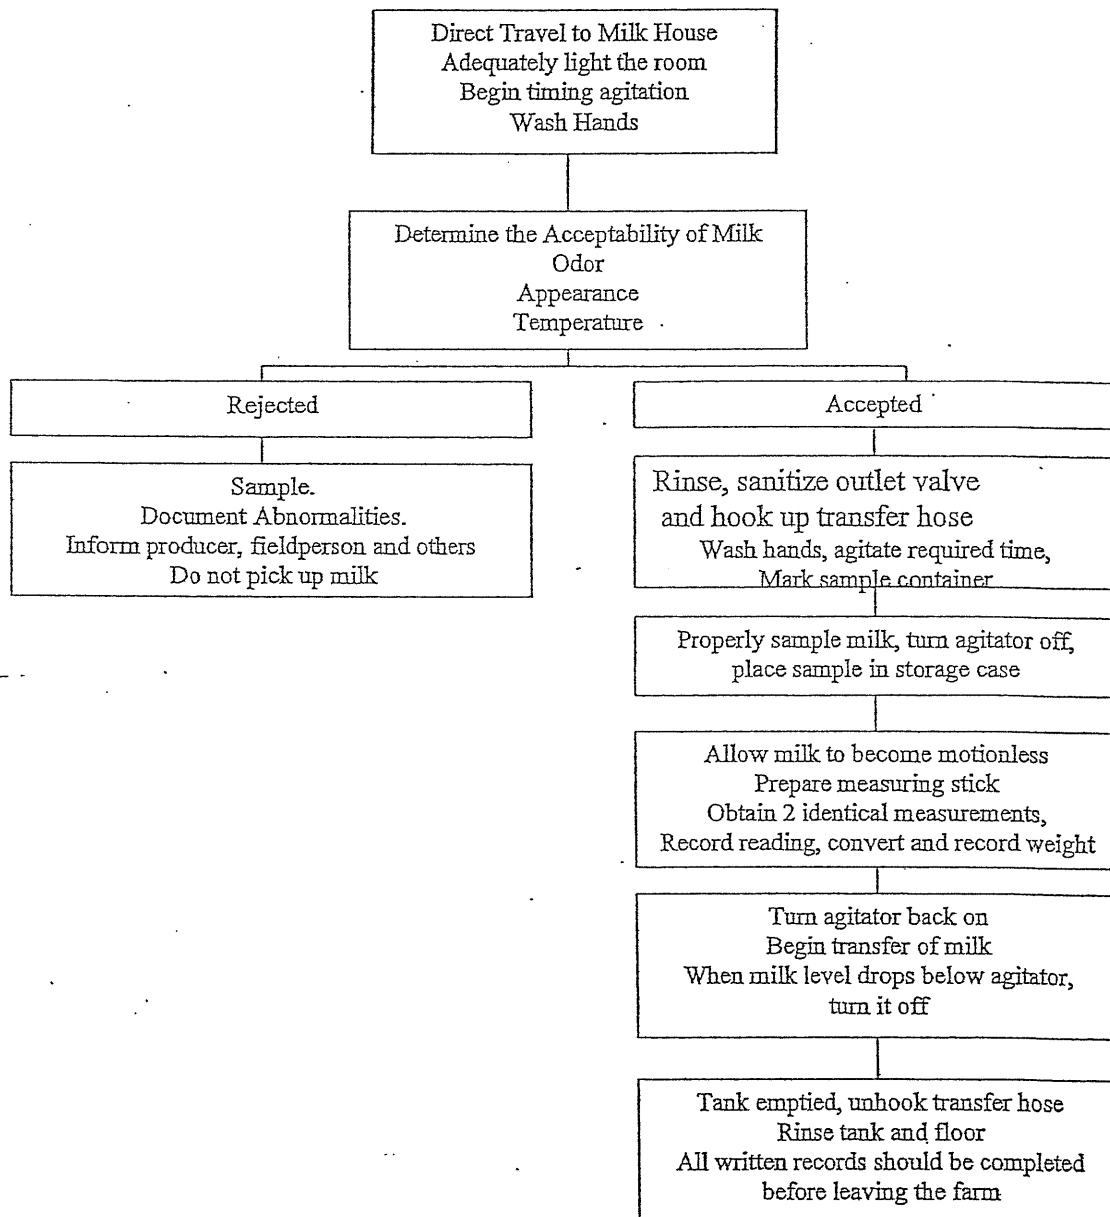 Direct Travel to Milk House
Adequately light the room
Begin timing agitation
Wash Hands
Determine the Acceptability of Milk
Odor
Appearance
Temperature
Rejected
Sample.
Document Abnormalities.
Inform producer, fieldperson and others
Do not pick up milk
Accepted
Rinse, sanitize outlet valve
and hook up transfer hose
Wash hands, agitate required time,
Mark sample container
Properly sample milk, turn agitator off,
place sample in storage case
Allow milk to become motionless
Prepare measuring stick
Obtain 2 identical measurements,
Record reading, convert and record weight
Turn agitator back on
Begin transfer of milk
When milk level drops below agitator,
turn it off
Tank emptied, unhook transfer hose
Rinse tank and floor
All written records should be completed
before leaving the farm